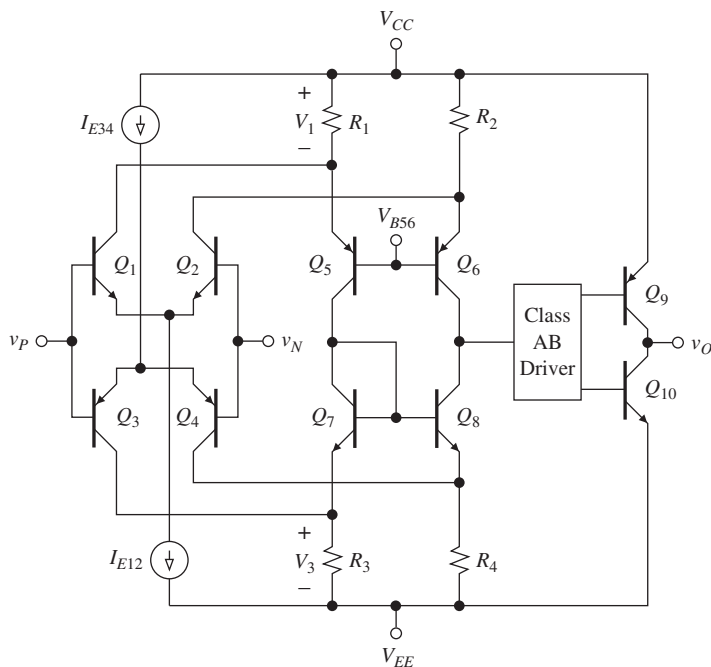 V_CC
+
I_E34
V_1
R_1
R_2
−
V_B56
Q_1
Q_2
Q_5
Q_6
Q_9
Class
AB
Driver
v_P
v_N
v_O
Q_3
Q_4
Q_7
Q_8
Q_10
+
I_E12
V_3
R_3
R_4
−
V_EE